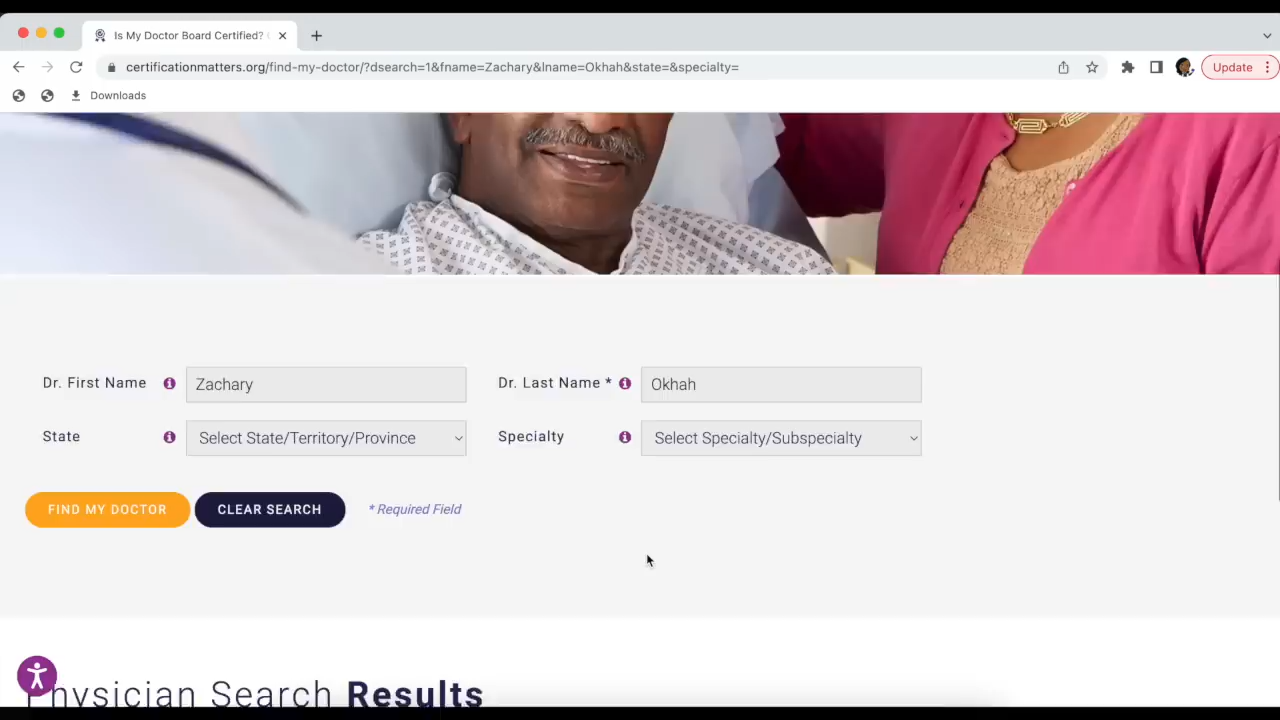 Is My Doctor Board Certified?
certificationmatters.org/find-my-doctor/?dsearch=1&fname=Zachary&lname=Okhah&state=&specialty=
Update
Downloads
Dr. First Name Zachary Dr. Last Name * Okhah
State Select State/Territory/Province Specialty Select Specialty/Subspecialty
FIND MY DOCTOR CLEAR SEARCH * Required Field
Physician Search Results